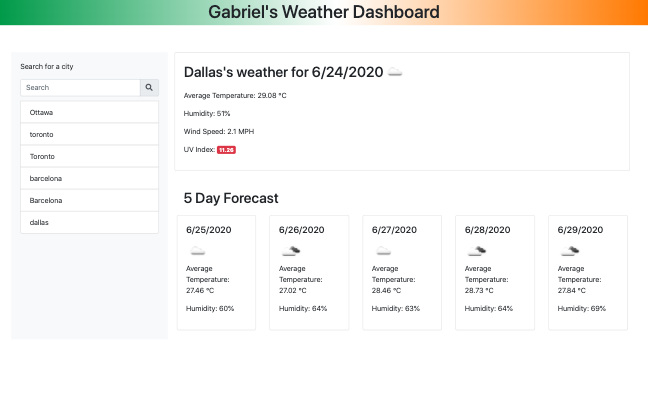 Gabriel's Weather Dashboard
Search for a city
Search
Ottawa
toronto
Toronto
barcelona
Barcelona
dallas
Dallas's weather for 6/24/2020
Average Temperature: 29.08 °C
Humidity: 51%
Wind Speed: 2.1 MPH
UV Index: 11.26
5 Day Forecast
6/25/2020
Average
Temperature:
27.46 °C
Humidity: 60%
6/26/2020
Average
Temperature:
27.02 °C
Humidity: 64%
6/27/2020
Average
Temperature:
28.46 °C
Humidity: 63%
6/28/2020
Average
Temperature:
28.73 °C
Humidity: 64%
6/29/2020
Average
Temperature:
27.84 °C
Humidity: 69%